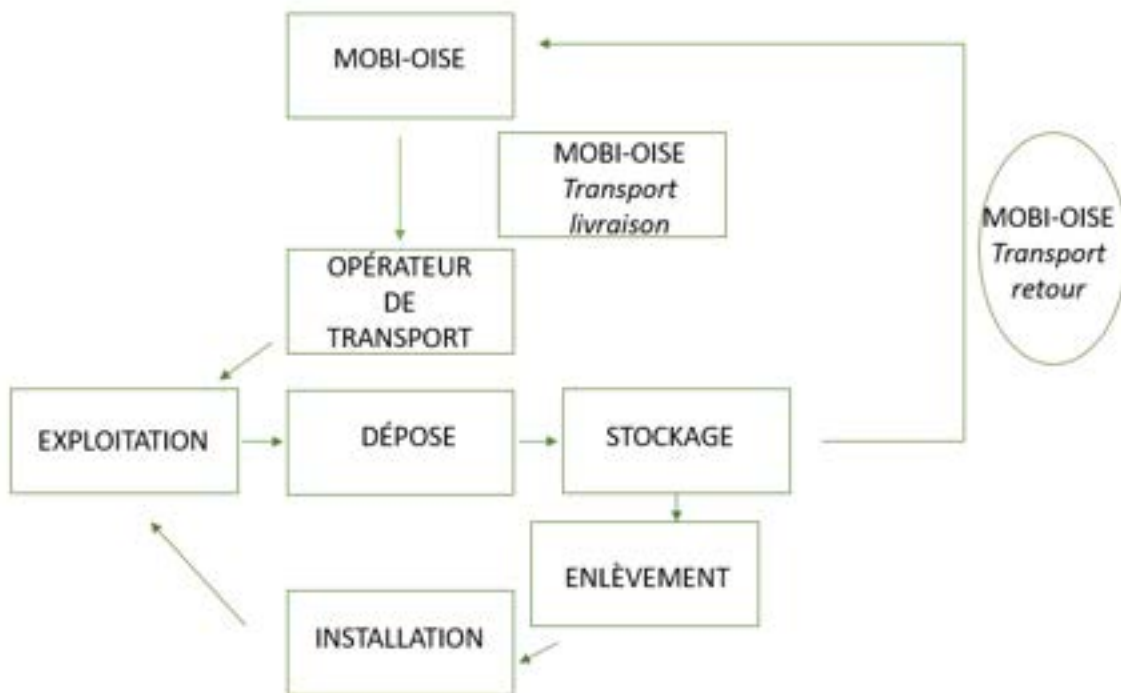 MOBI-OISE
MOBI-OISE
Transport
livraison
MOBI-OISE
Transport
retour
OPÉRATEUR
DE
TRANSPORT
EXPLOITATION
DÉPOSE
STOCKAGE
ENLÈVEMENT
INSTALLATION